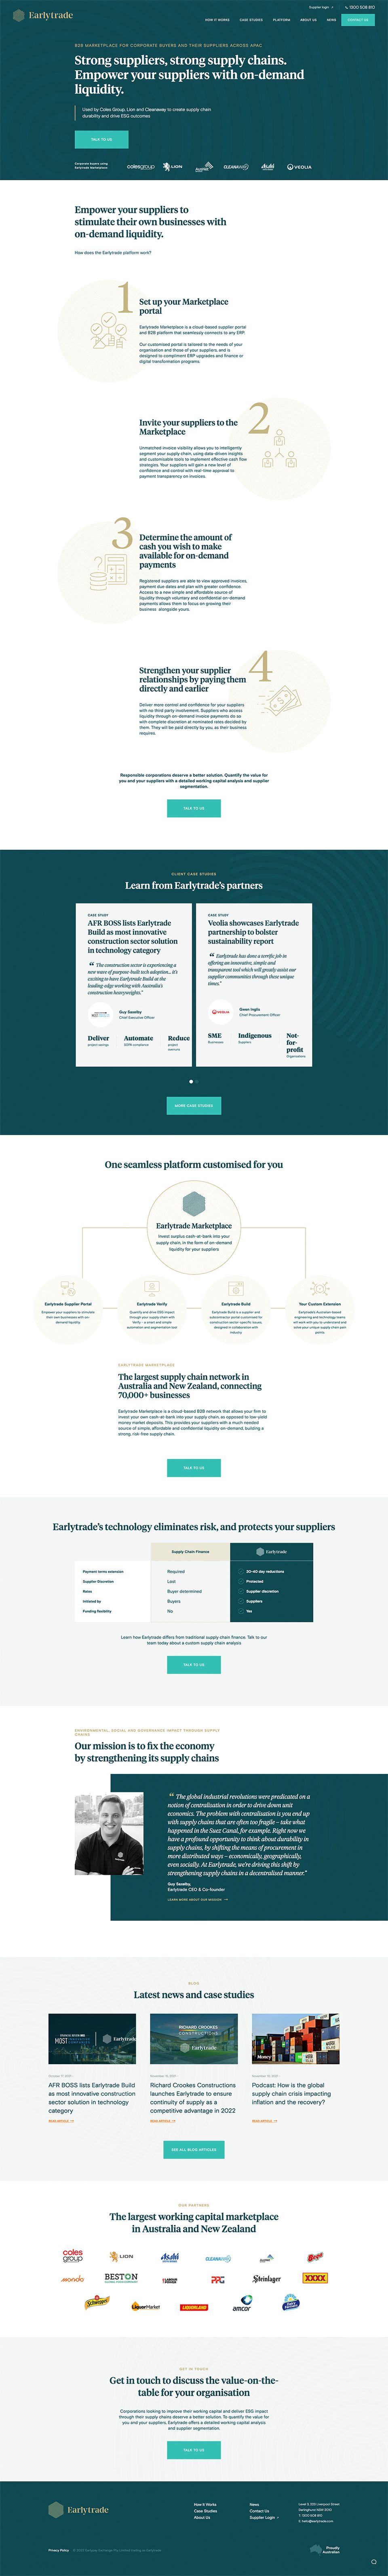 Supplier login
1300 508 810
Earlytrade
HOW IT WORKS
CASE STUDIES
PLATFORM
ABOUT US
NEWS
CONTACT US
B2B MARKETPLACE FOR CORPORATE BUYERS AND THEIR SUPPLIERS ACROSS APAC
Strong suppliers, strong supply chains.
Empower your suppliers with on-demand
liquidity.
Used by Coles Group, Lion and Cleanaway to create supply chain
durability and drive ESG outcomes
TALK TO US
Corporate buyers using
Earlytrade Marketplace
colesgroup
LION
CLEANAWAY
Asahi
VEOLIA
Empower your suppliers to
stimulate their own businesses with
on-demand liquidity.
How does the Earlytrade platform work?
1
Set up your Marketplace
portal
Earlytrade Marketplace is a cloud-based supplier portal
and B2B platform that seamlessly connects to any ERP.
Our customised portal is tailored to the needs of your
organisation and those of your suppliers, and is
designed to compliment ERP upgrades and finance or
digital transformation programs.
2
Invite your suppliers to the
Marketplace
Unmatched invoice visibility allows you to intelligently
segment your supply chain, using data-driven insights
and customisable tools to implement effective cash flow
strategies. Your suppliers will gain a new level of
confidence and control with real-time approval to
payment transparency on invoices.
3
Determine the amount of
cash you wish to make
available for on-demand
payments
Registered suppliers are able to view approved invoices,
payment due dates and plan with greater confidence.
Access to a new simple and affordable source of
liquidity through voluntary and confidential on-demand
payments allows them to focus on growing their
business alongside yours.
4
Strengthen your supplier
relationships by paying them
directly and earlier
Deliver more control and confidence for your suppliers
with no third party involvement. Suppliers who access
liquidity through on-demand invoice payments do so
with complete discretion at nominated rates they've
decided upon. They will be paid directly by you, as their
business requires.
Responsible corporations deserve a better solution. Quantify the value for
you and your suppliers with a detailed working capital analysis and supplier
segmentation.
TALK TO US
CLIENT CASE STUDIES
Learn from Earlytrade's partners
CASE STUDY
AFR BOSS lists Earlytrade
Build as most innovative
construction sector solution
in technology category
“ The construction sector is experiencing a
new wave of purpose-built tech adoption... it's
exciting to have Earlytrade Build at the
leading edge working with Australia's
construction heavyweights."
Guy Saxelby
Chief Executive Officer
Deliver
project savings
Automate
SOPA compliance
Reduce
project
overrun
CASE STUDY
Veolia showcases Earlytrade
partnership to bolster
sustainability report
“ Earlytrade has done a terrific job in
offering an innovative, simple and
transparent tool which will greatly assist our
supplier communities through these unique
times."
VEOLIA
Owen Inglis
Chief Procurement Officer
SME
Businesses
Indigenous
Suppliers
Not-
for-
profit
Organisations
MORE CASE STUDIES
One seamless platform customised for you
Earlytrade Marketplace
Invest surplus cash-at-bank into your
supply chain, in the form of on-demand
liquidity for your suppliers
Earlytrade Supplier Portal
Empower your suppliers to stimulate
their own businesses with on-
demand liquidity
Earlytrade Verify
Quantify and drive ESG impact
through your supply chain with
Verify - a smart and simple
automation and segmentation tool
Earlytrade Build
Earlytrade Build is a supplier and
subcontractor portal customised for
construction sector-specific issues,
designed in collaboration with
industry
Your Custom Extension
Earlytrade's Australian-based
engineering and technology teams
will work with you to understand and
solve your unique supply chain pain
points
EARLYTRADE MARKETPLACE
The largest supply chain network in
Australia and New Zealand, connecting
70,000+ businesses
Earlytrade Marketplace is a cloud-based B2B network that allows your firm to
invest your own cash-at-bank into your supply chain, as opposed to low-yield
money market deposits. This provides your suppliers with a much needed
source of simple, affordable and confidential liquidity on-demand; building a
strong, risk-free supply chain.
TALK TO US
Earlytrade's technology eliminates risk, and protects your suppliers
Supply Chain Finance
Earlytrade
Payment terms extension
Required
30-40 day reductions
Supplier Discretion
Lost
Protected
Rates
Buyer determined
Supplier discretion
Initiated by
Buyers
Suppliers
Funding flexibility
No
Yes
Learn how Earlytrade differs from traditional supply chain finance. Talk to our
team today about a custom supply chain analysis
TALK TO US
ENVIRONMENTAL, SOCIAL AND GOVERNANCE IMPACT THROUGH SUPPLY
CHAINS
Our mission is to fix the economy
by strengthening its supply chains
“ The global industrial revolutions were predicated on a
notion of centralisation in order to drive down unit
economics. The problem with centralisation is you end up
with supply chains that are often too fragile – take what
happened in the Suez Canal, for example. Right now we
have a profound opportunity to think about durability in
supply chains, by shifting the means of procurement in
more distributed ways – economically, geographically,
even socially. At Earlytrade, we're driving this shift by
strengthening supply chains in a decentralised manner."
Guy Saxelby,
Earlytrade CEO & Co-founder
LEARN MORE ABOUT OUR MISSION
BLOG
Latest news and case studies
MOST INNOVATIVE
COMPANIES
Earlytrade
AFR BOSS lists Earlytrade Build
as most innovative construction
sector solution in technology
category
READ ARTICLE
RICHARD CROOKES
CONSTRUCTIONS
Earlytrade
Richard Crookes Constructions
launches Earlytrade to ensure
continuity of supply as a
competitive advantage in 2022
READ ARTICLE
Money
Podcast: How is the global
supply chain crisis impacting
inflation and the recovery?
READ ARTICLE
SEE ALL BLOG ARTICLES
OUR PARTNERS
The largest working capital marketplace
in Australia and New Zealand
coles
group
LION
Asahi
CLEANAWAY
Bega
mondo
BESTON
PPG
Steinlager
XXXX
Schweppes
LiquorMarket
LIQUORLAND
amcor
GET IN TOUCH
Get in touch to discuss the value-on-the-
table for your organisation
Corporations looking to improve their working capital and deliver ESG impact
through their supply chains deserve a better solution. To quantify the value for
you and your suppliers, Earlytrade offers a detailed working capital analysis
and supplier segmentation.
TALK TO US
Earlytrade
How It Works
Case Studies
About Us
News
Contact Us
Supplier Login
Level 3, 229 Liverpool Street
Darlinghurst NSW 2010
T: 1300 508 810
E: hello@earlytrade.com
Privacy Policy
Proudly
Australian